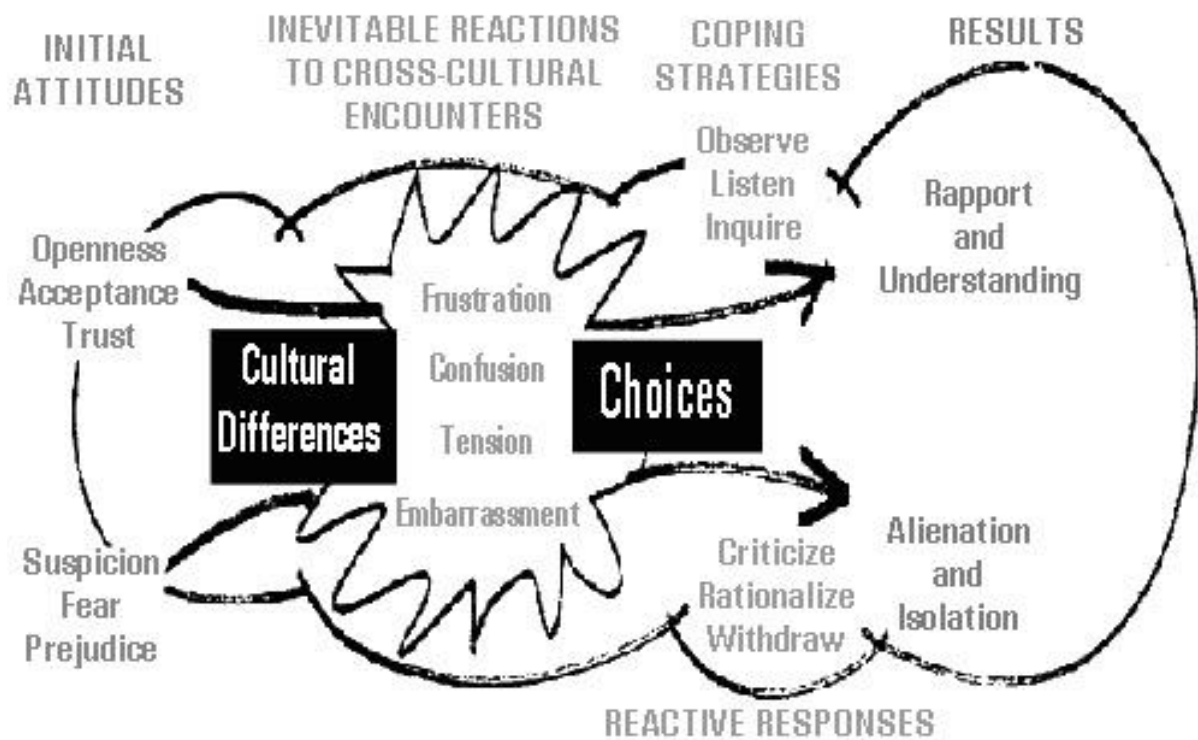 INITIAL
ATTITUDES
INEVITABLE REACTIONS
TO CROSS-CULTURAL
ENCOUNTERS
COPING
STRATEGIES
RESULTS
Openness
Acceptance
Trust
Suspicion
Fear
Prejudice
Cultural
Differences
Frustration
Confusion
Tension
Embarrassment
Choices
Observe
Listen
Inquire
Rapport
and
Understanding
Criticize
Rationalize
Withdraw
Alienation
and
Isolation
REACTIVE RESPONSES